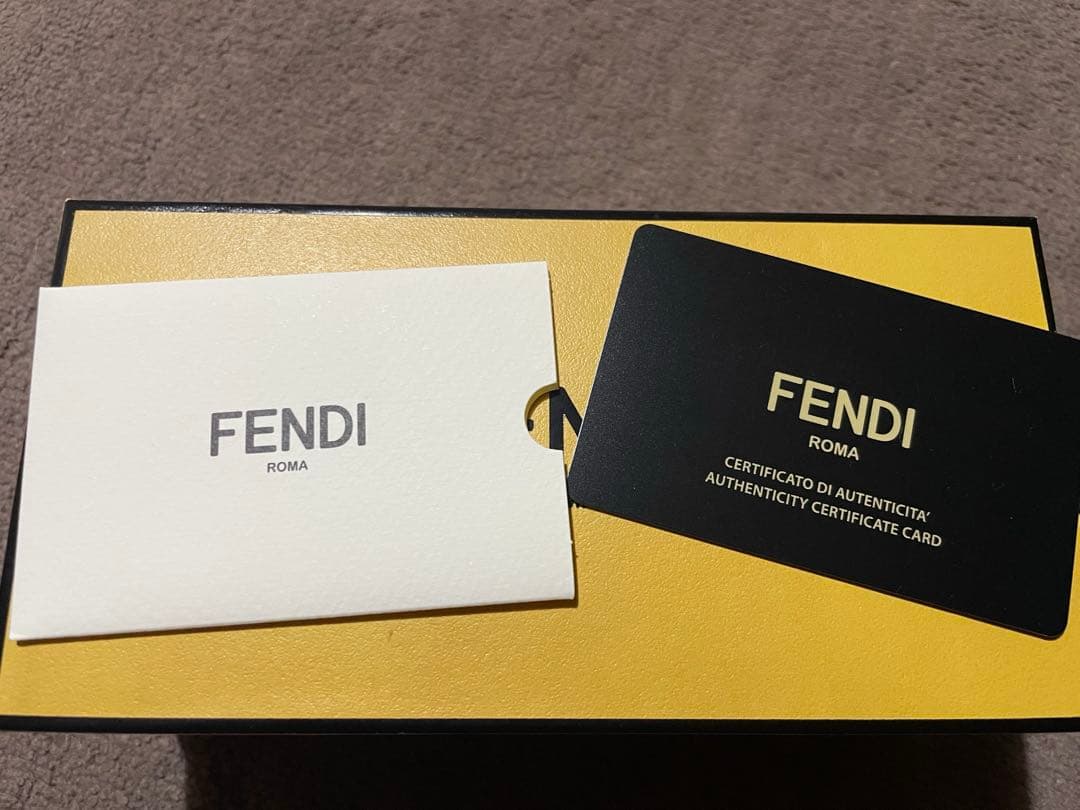 FENDI
ROMA
FENDI
ROMA
CERTIFICATO DI AUTENTICITA'
AUTHENTICITY CERTIFICATE CARD